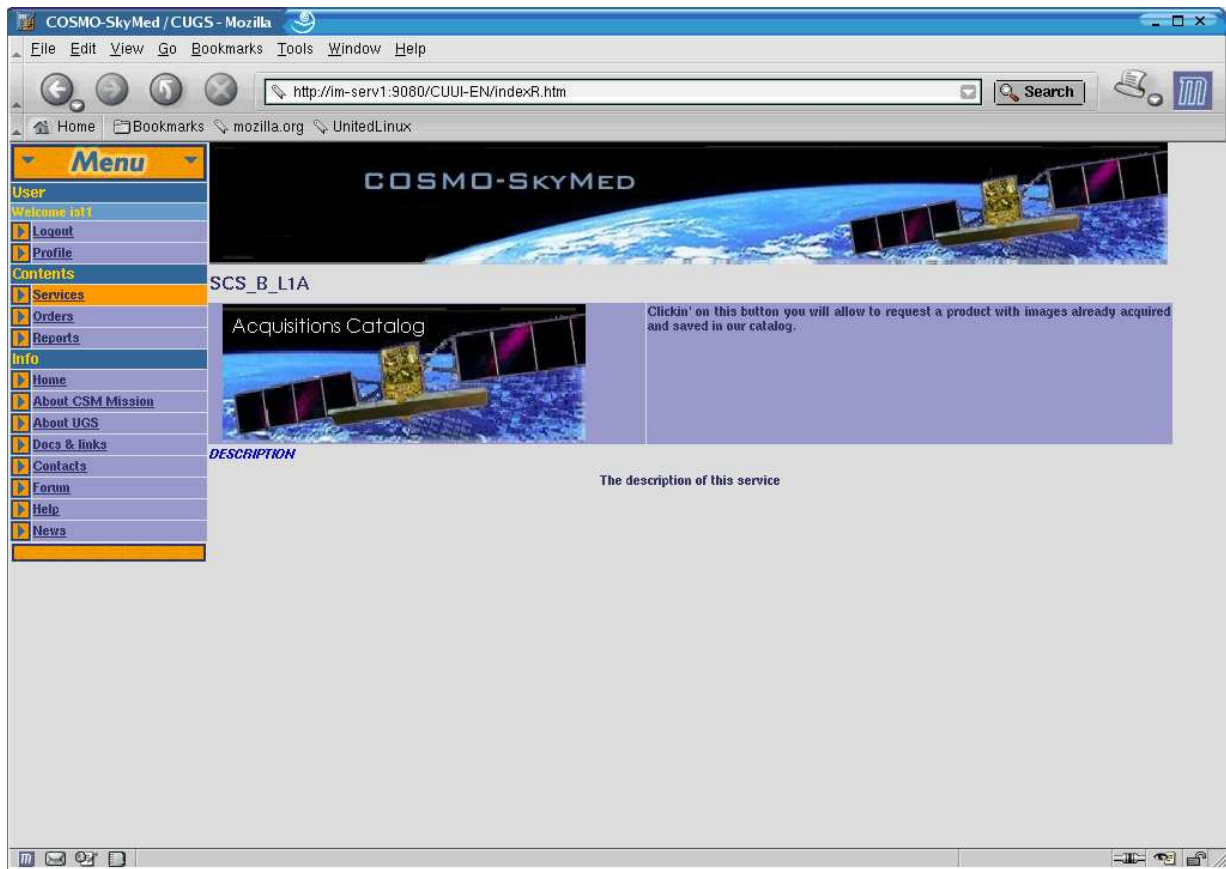 COSMO-SkyMed / CUGS - Mozilla
File Edit View Go Bookmarks Tools Window Help
http://im-serv1:9080/CUUI-EN/indexR.htm
Search
Home Bookmarks mozilla.org UnitedLinux
Menu
User
Welcome ist1
Logout
Profile
Contents
Services
Orders
Reports
Info
Home
About CSM Mission
About UGS
Docs & links
Contacts
Forum
Help
News
COSMO-SKYMED
SCS_B_L1A
Acquisitions Catalog
Clickin' on this button you will allow to request a product with images already acquired
and saved in our catalog.
DESCRIPTION
The description of this service